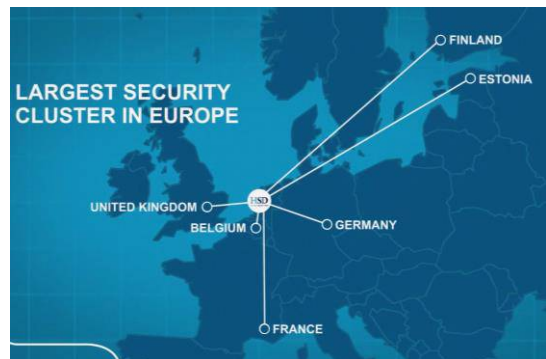 FINLAND
ESTONIA
LARGEST SECURITY
CLUSTER IN EUROPE
HSD
UNITED KINGDOM
BELGIUM
GERMANY
FRANCE